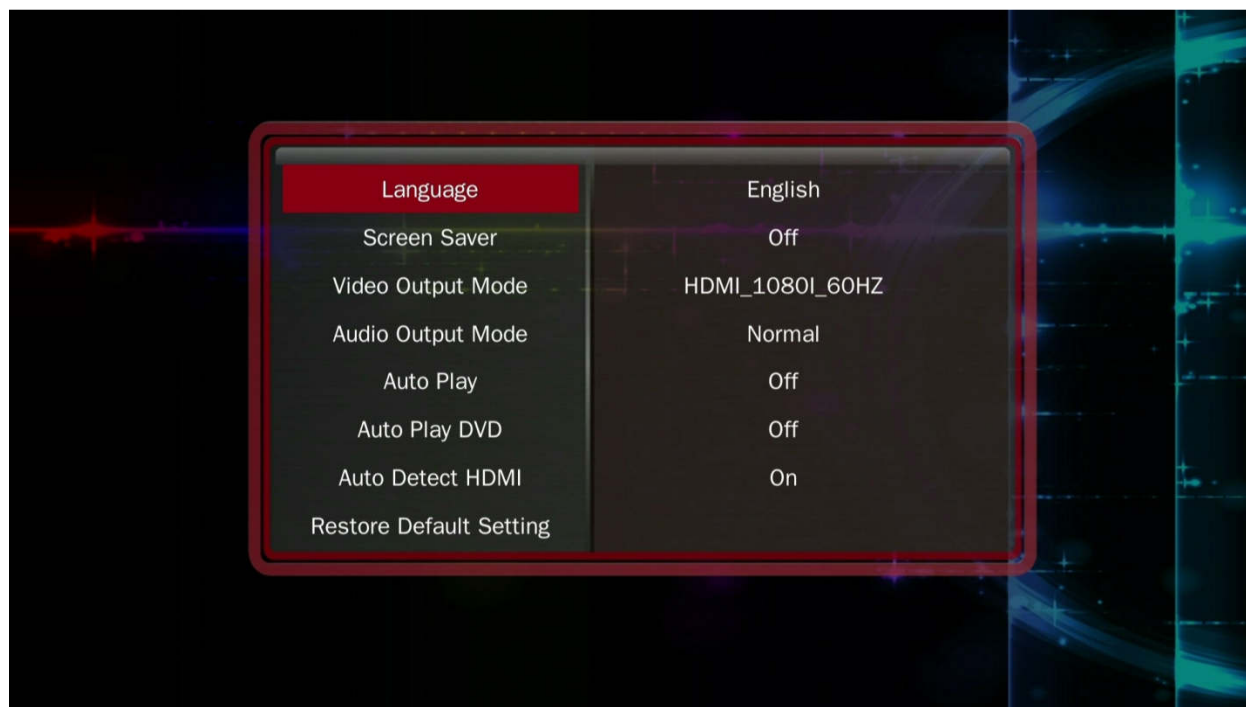 Language English
Screen Saver Off
Video Output Mode HDMI_1080I_60HZ
Audio Output Mode Normal
Auto Play Off
Auto Play DVD Off
Auto Detect HDMI On
Restore Default Setting